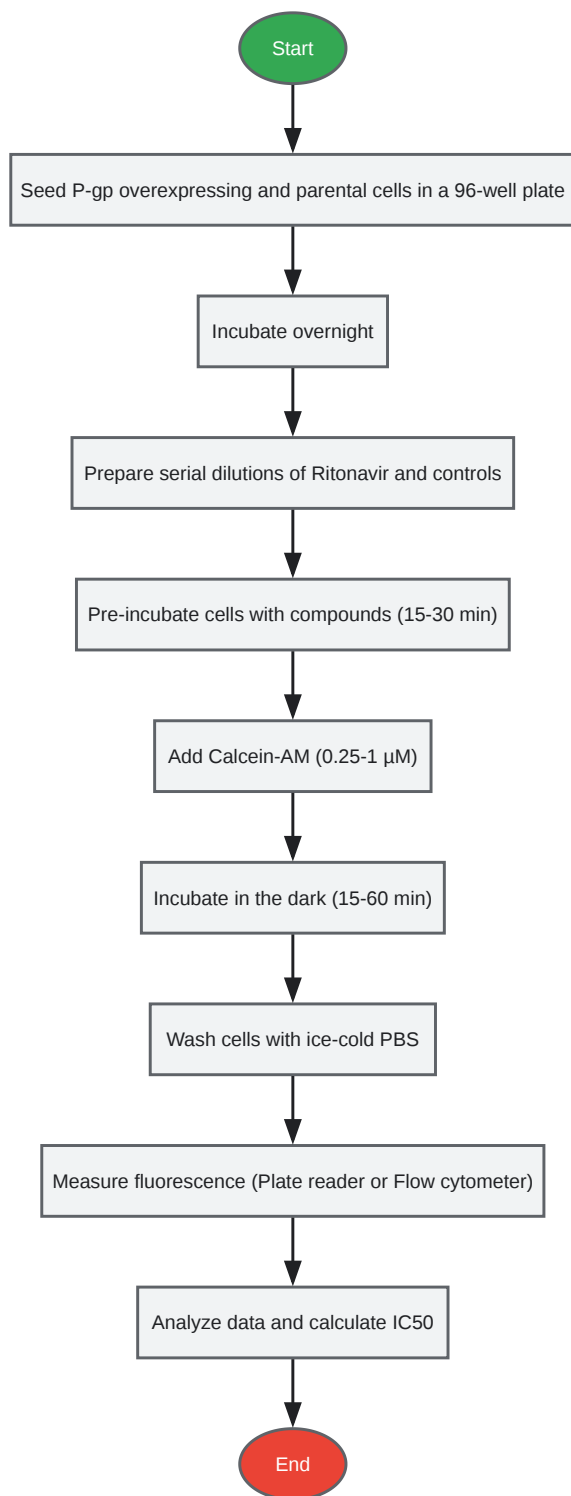 Start
Seed P-gp overexpressing and parental cells in a 96-well plate
Incubate overnight
Prepare serial dilutions of Ritonavir and controls
Pre-incubate cells with compounds (15-30 min)
Add Calcein-AM (0.25-1 µM)
Incubate in the dark (15-60 min)
Wash cells with ice-cold PBS
Measure fluorescence (Plate reader or Flow cytometer)
Analyze data and calculate IC50
End